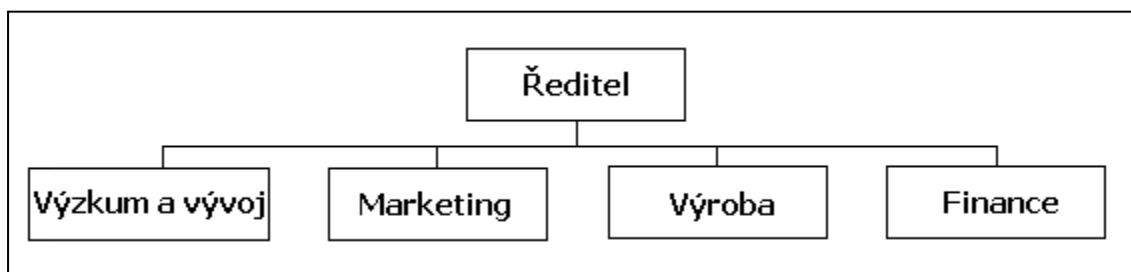 Ředitel
Výzkum a vývoj
Marketing
Výroba
Finance